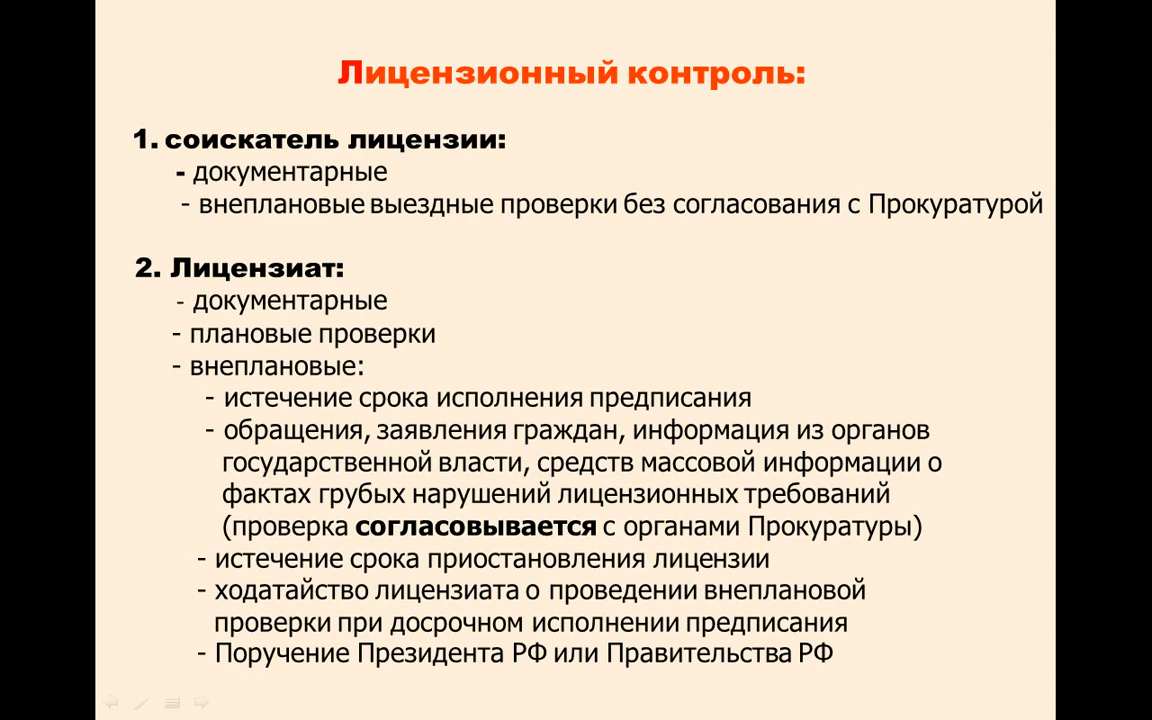 Лицензионный контроль:
1. соискатель лицензии:
- документарные
- внеплановые выездные проверки без согласования с Прокуратурой
2. Лицензиат:
- документарные
- плановые проверки
- внеплановые:
- истечение срока исполнения предписания
- обращения, заявления граждан, информация из органов
государственной власти, средств массовой информации о
фактах грубых нарушений лицензионных требований
(проверка согласовывается с органами Прокуратуры)
- истечение срока приостановления лицензии
- ходатайство лицензиата о проведении внеплановой
проверки при досрочном исполнении предписания
- Поручение Президента РФ или Правительства РФ